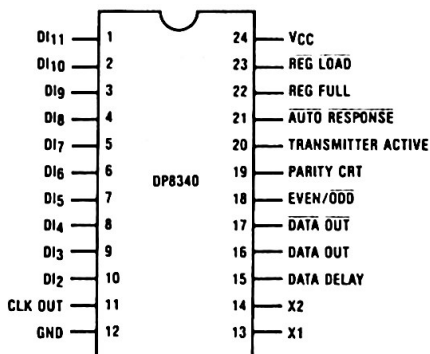 DI11 1 24 VCC
DI10 2 23 REG LOAD
DI9 3 22 REG FULL
DI8 4 21 AUTO RESPONSE
DI7 5 20 TRANSMITTER ACTIVE
DI6 6 19 PARITY CRT
DP8340
DI5 7 18 EVEN/ODD
DI4 8 17 DATA OUT
DI3 9 16 DATA OUT
DI2 10 15 DATA DELAY
CLK OUT 11 14 X2
GND 12 13 X1